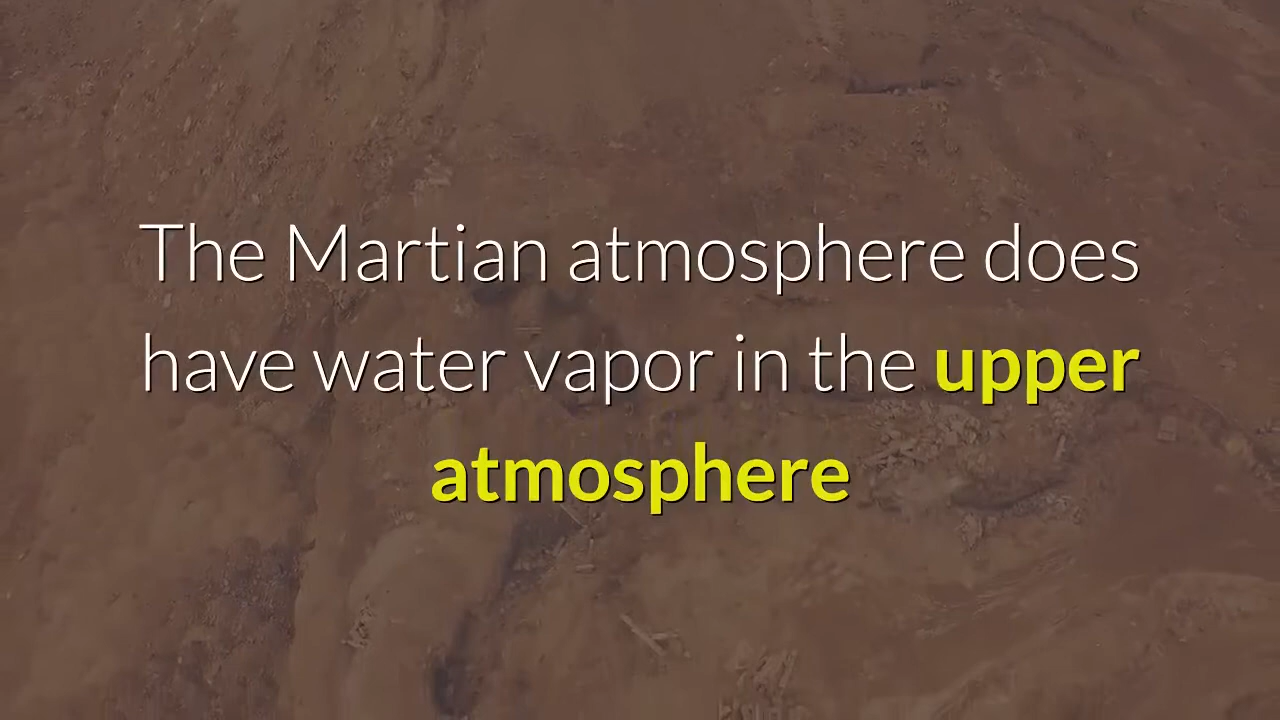 The Martian atmosphere does
have water vapor in the upper
atmosphere